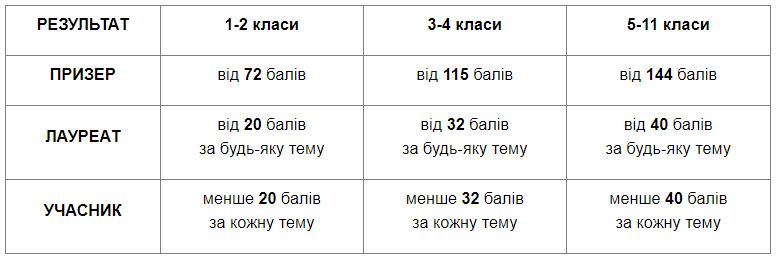 РЕЗУЛЬТАТ 1-2 класи 3-4 класи 5-11 класи
ПРИЗЕР від 72 балів від 115 балів від 144 балів
ЛАУРЕАТ від 20 балів за будь-яку тему від 32 балів за будь-яку тему від 40 балів за будь-яку тему
УЧАСНИК менше 20 балів за кожну тему менше 32 балів за кожну тему менше 40 балів за кожну тему